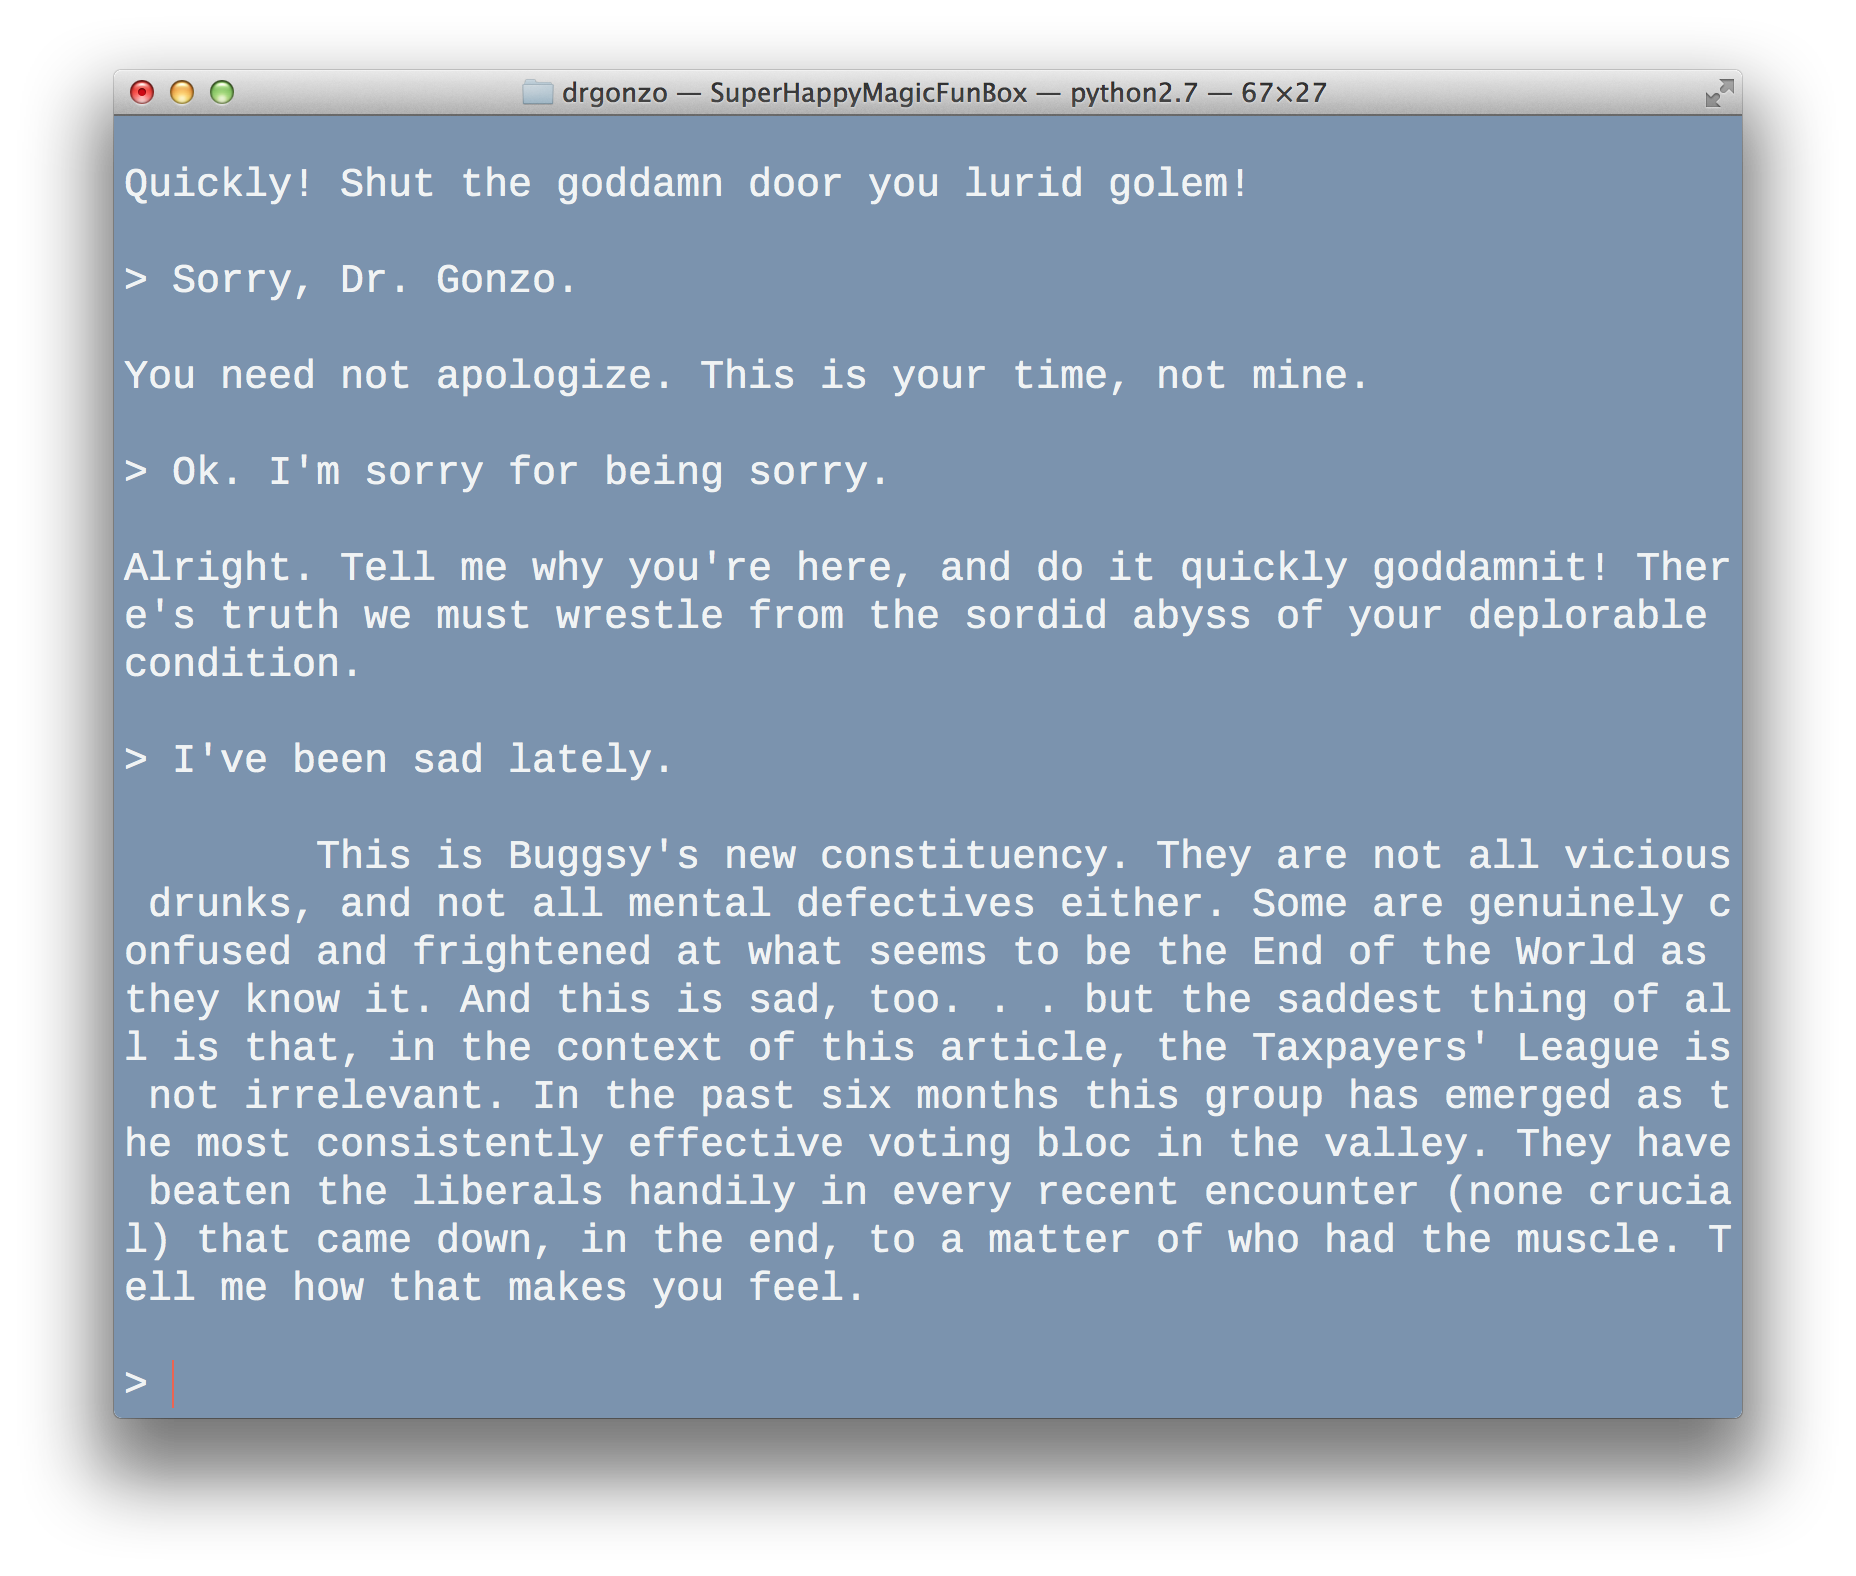 drgonzo — SuperHappyMagicFunBox — python2.7 — 67×27
Quickly! Shut the goddamn door you lurid golem!
> Sorry, Dr. Gonzo.
You need not apologize. This is your time, not mine.
> Ok. I'm sorry for being sorry.
Alright. Tell me why you're here, and do it quickly goddamnit! Ther
e's truth we must wrestle from the sordid abyss of your deplorable
condition.
> I've been sad lately.
        This is Buggsy's new constituency. They are not all vicious
 drunks, and not all mental defectives either. Some are genuinely c
onfused and frightened at what seems to be the End of the World as
they know it. And this is sad, too. . . but the saddest thing of al
l is that, in the context of this article, the Taxpayers' League is
 not irrelevant. In the past six months this group has emerged as t
he most consistently effective voting bloc in the valley. They have
 beaten the liberals handily in every recent encounter (none crucia
l) that came down, in the end, to a matter of who had the muscle. T
ell me how that makes you feel.
>